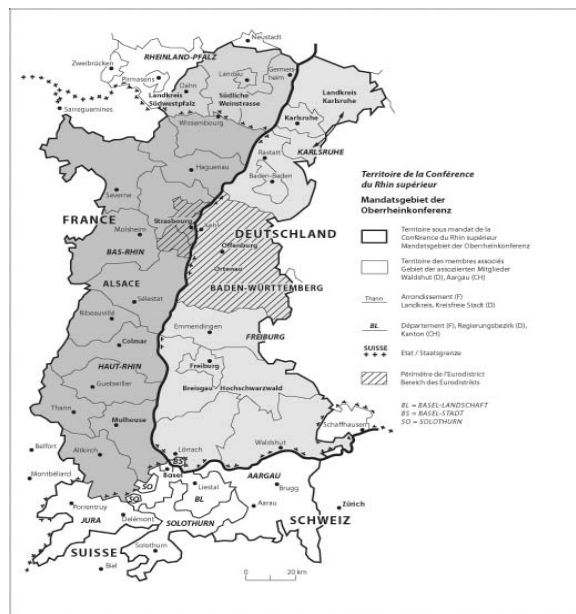 Neustadt
RHEINLAND-PFALZ
Zweibrücken
Pirmasens
Landau
Germers-
heim
Dahn
Landkreis
Südwestpfalz
Südliche
Weinstrasse
Landkreis
Karlsruhe
Sarreguemines
Wissembourg
Karlsruhe
KARLSRUHE
Rastatt
Haguenau
Baden-Baden
Saverne
FRANCE
Strasbourg
Kehl
Molsheim
DEUTSCHLAND
Offenburg
BAS-RHIN
Ortenau
BADEN-WÜRTTEMBERG
ALSACE
Sélestat
Ribeauvillé
Emmendingen
Colmar
FREIBURG
HAUT-RHIN
Freiburg
Guebwiller
Breisgau - Hochschwarzwald
Thann
Mulhouse
Schaffhausen
Belfort
Altkirch
Lörrach
Waldshut
BS
Basel
Montbéliard
SO
SO
Liestal
BL
AARGAU
Brugg
Aarau
Zürich
Porrentruy
JURA
Delémont
SOLOTHURN
SCHWEIZ
SUISSE
Solothurn
Biel
0 20 km
Territoire de la Conférence
du Rhin supérieur
Mandatsgebiet der
Oberrheinkonferenz
Territoire sous mandat de la
Conférence du Rhin supérieur
Mandatsgebiet der Oberrheinkonferenz
Territoire des membres associés
Gebiet der assoziierten Mitglieder
Waldshut (D), Aargau (CH)
Thann
Arrondissement (F)
Landkreis, Kreisfreie Stadt (D)
BL
Département (F), Regierungsbezirk (D),
Kanton (CH)
SUISSE
Etat / Staatsgrenze
Périmètre de l'Eurodistrict
Bereich des Eurodistrikts
BL = BASEL-LANDSCHAFT
BS = BASEL-STADT
SO = SOLOTHURN